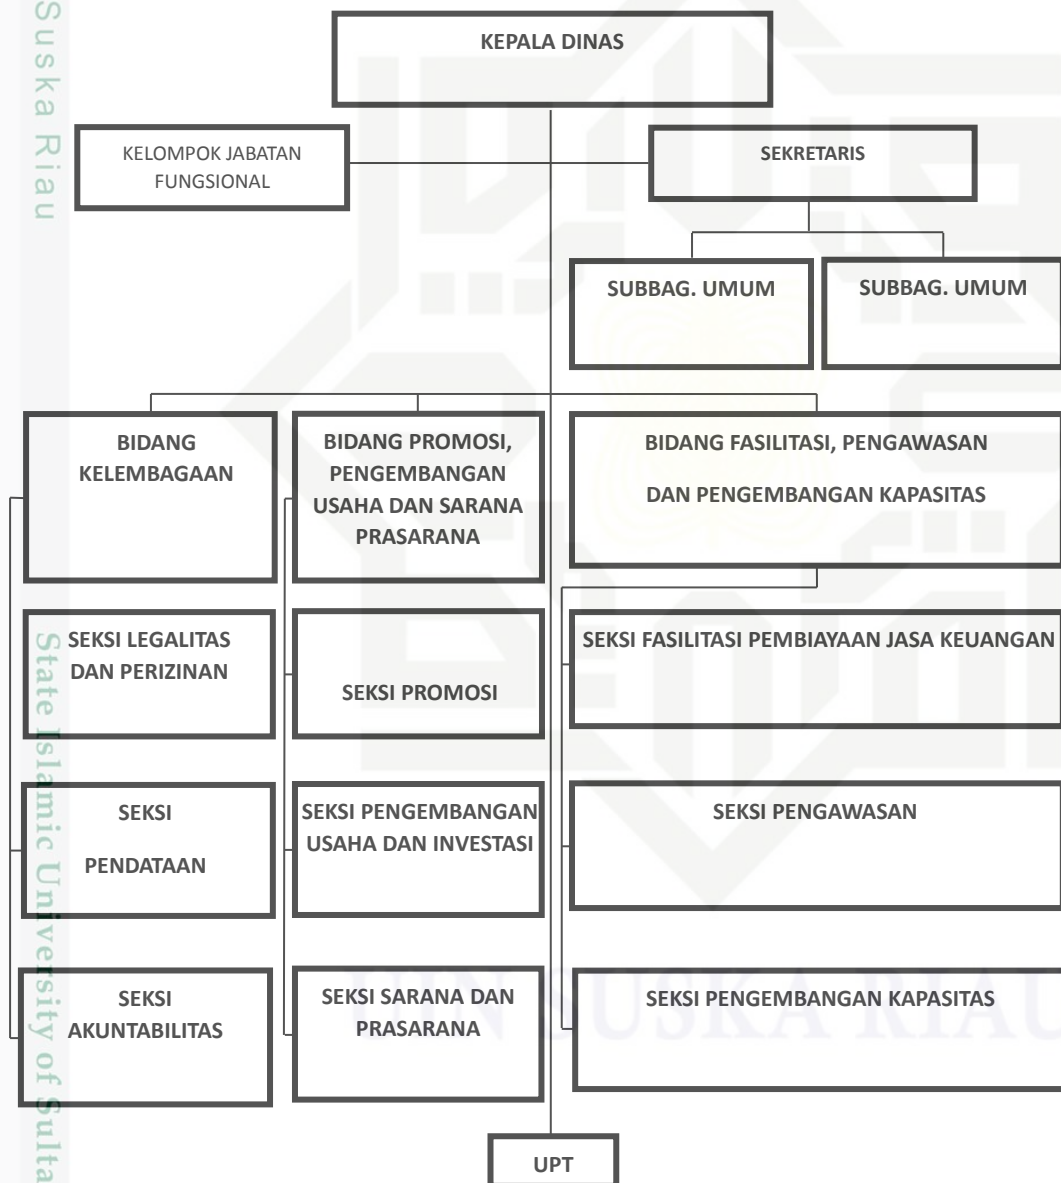 KEPALA DINAS
KELOMPOK JABATAN
FUNGSIONAL
SEKRETARIS
SUBBAG. UMUM
SUBBAG. UMUM
BIDANG
KELEMBAGAAN
BIDANG PROMOSI,
PENGEMBANGAN
USAHA DAN SARANA
PRASARANA
BIDANG FASILITASI, PENGAWASAN
DAN PENGEMBANGAN KAPASITAS
SEKSI LEGALITAS
DAN PERIZINAN
SEKSI PROMOSI
SEKSI FASILITASI PEMBIAYAAN JASA KEUANGAN
SEKSI
PENDATAAN
SEKSI PENGEMBANGAN
USAHA DAN INVESTASI
SEKSI PENGAWASAN
SEKSI
AKUNTABILITAS
SEKSI SARANA DAN
PRASARANA
SEKSI PENGEMBANGAN KAPASITAS
UPT
Suska Riau
State Islamic University of Sulta
UIN SUSKA RIAU